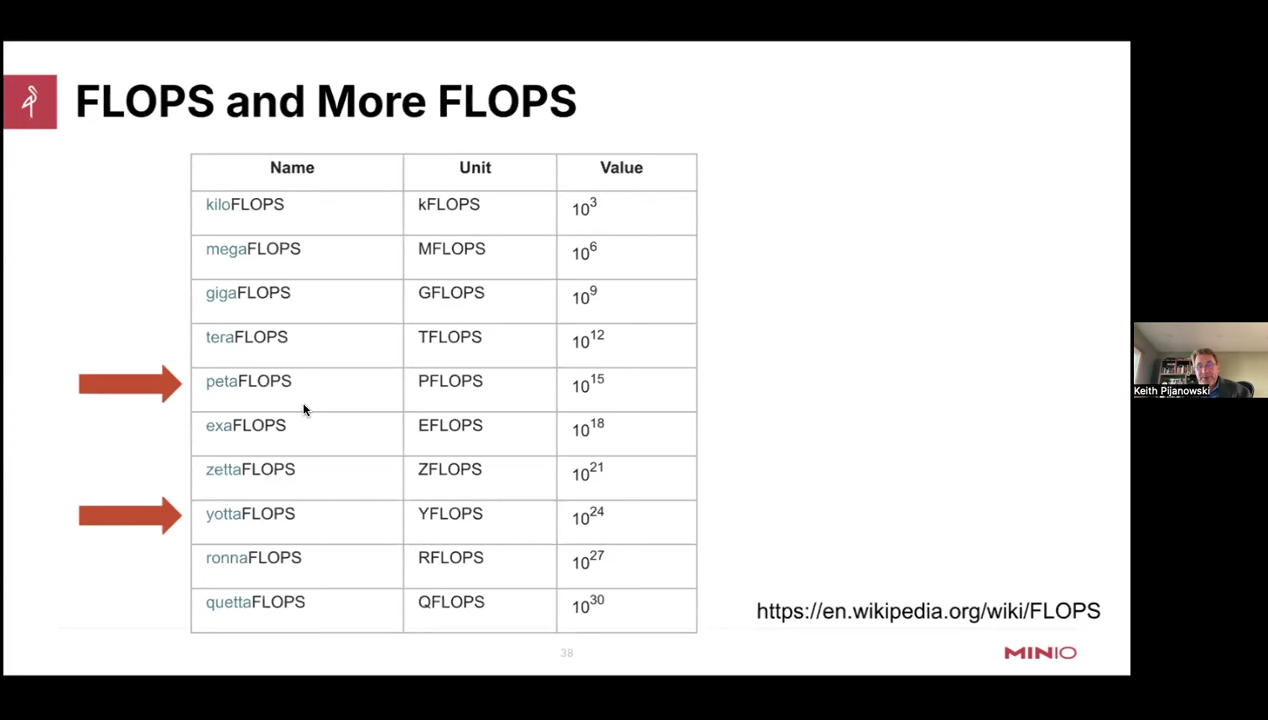 FLOPS and More FLOPS
Name Unit Value
kiloFLOPS kFLOPS 10³
megaFLOPS MFLOPS 10⁶
gigaFLOPS GFLOPS 10⁹
teraFLOPS TFLOPS 10¹²
petaFLOPS PFLOPS 10¹⁵
exaFLOPS EFLOPS 10¹⁸
zettaFLOPS ZFLOPS 10²¹
yottaFLOPS YFLOPS 10²⁴
ronnaFLOPS RFLOPS 10²⁷
quettaFLOPS QFLOPS 10³⁰
https://en.wikipedia.org/wiki/FLOPS
38
MINIO
Keith Pijanowski